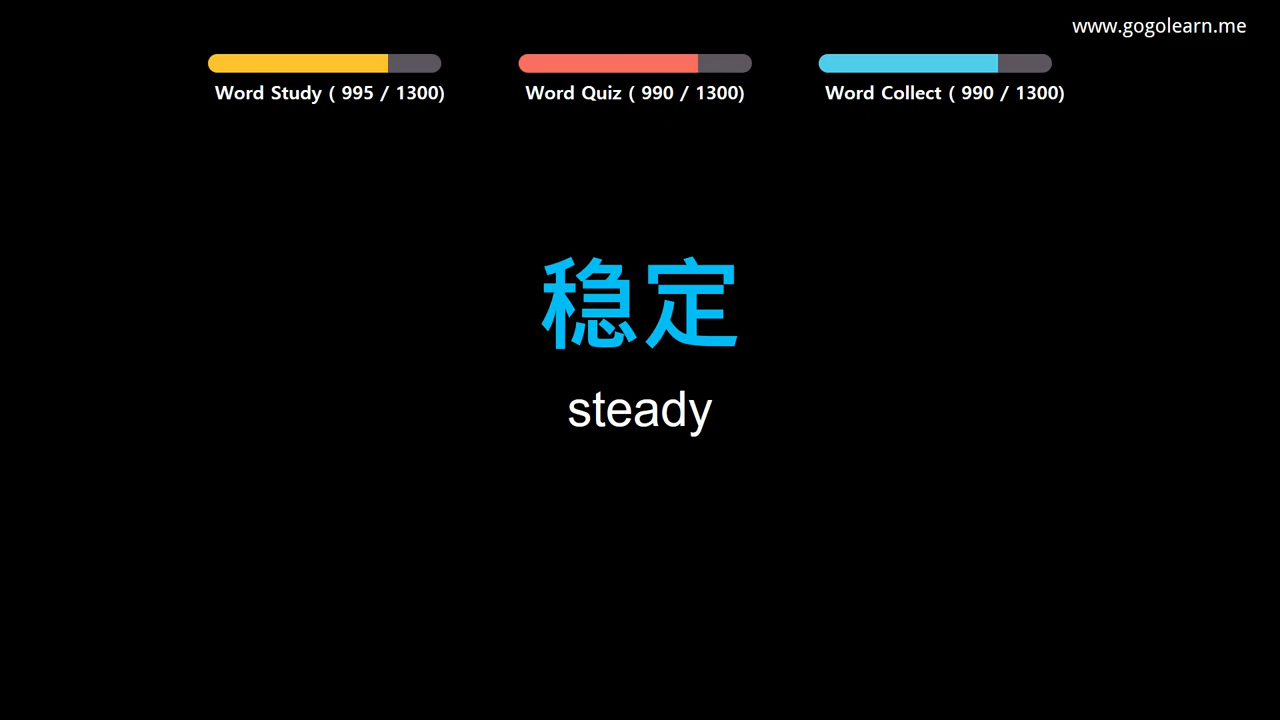 www.gogolearn.me
Word Study ( 995 / 1300)
Word Quiz ( 990 / 1300)
Word Collect ( 990 / 1300)
稳定
steady